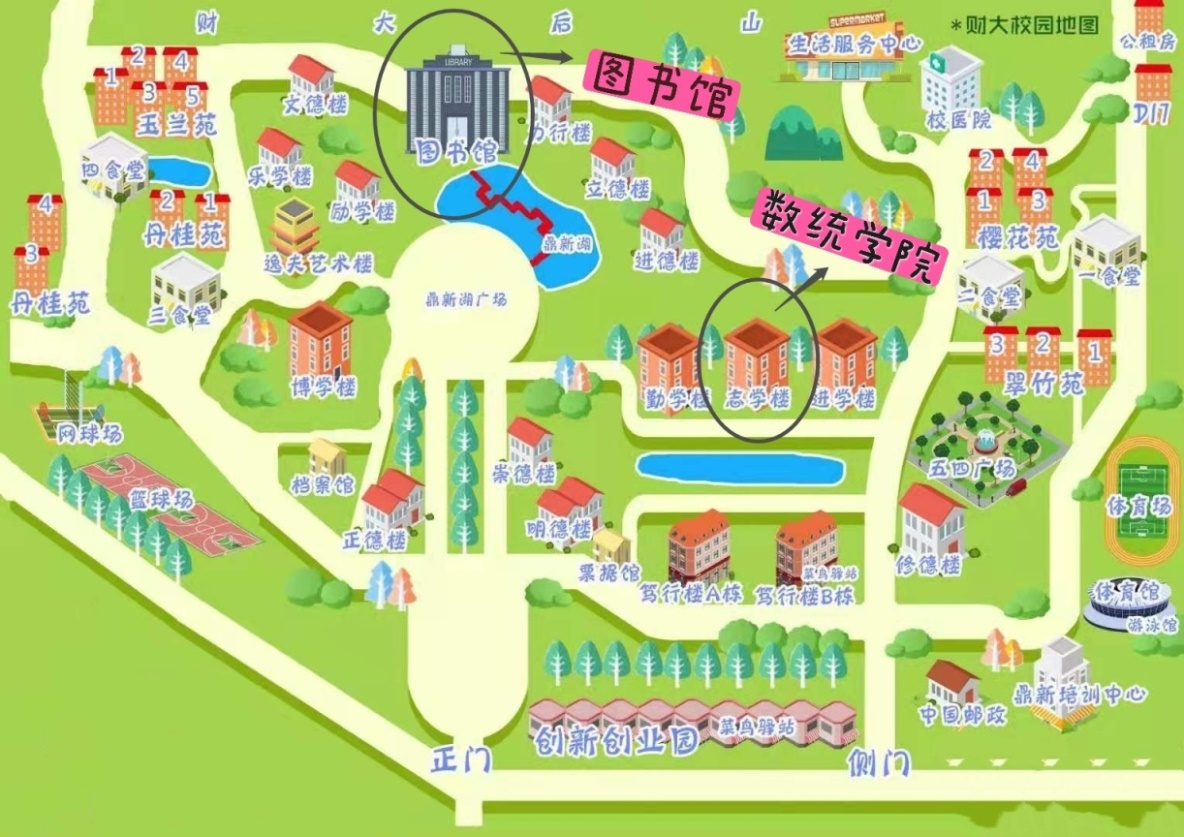 财 大 后 山
SUPERMARKET
*财大校园地图
生活服务中心
公租房
LIBRARY
图书馆
图书馆
文德楼
力行楼
校医院
D17
1
2
3
4
5
玉兰苑
四食堂
乐学楼
励学楼
立德楼
2
4
1
3
樱花苑
4
3
丹桂苑
2
1
丹桂苑
三食堂
逸夫艺术楼
鼎新湖
进德楼
数统学院
一食堂
二食堂
鼎新湖广场
博学楼
勤学楼
志学楼
进学楼
3
2
1
翠竹苑
网球场
篮球场
档案馆
崇德楼
五四广场
体育场
正德楼
明德楼
票据馆
笃行楼A栋
菜鸟驿站
笃行楼B栋
修德楼
体育馆
游泳馆
鼎新培训中心
中国邮政
创新创业园
菜鸟驿站
正门
侧门